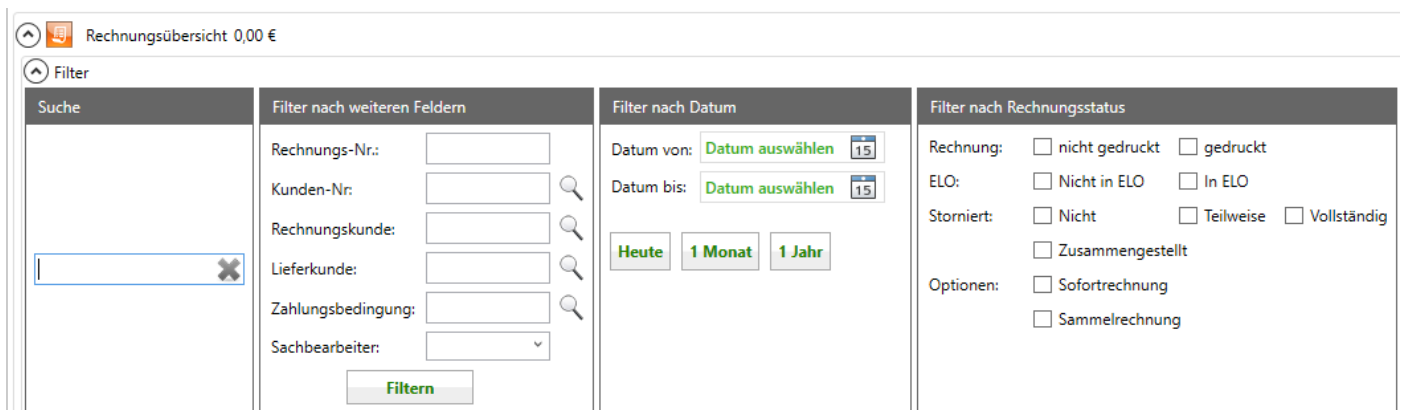 Rechnungsübersicht 0,00 €
Filter
Suche
Filter nach weiteren Feldern
Rechnungs-Nr.:
Kunden-Nr:
Rechnungskunde:
Lieferkunde:
Zahlungsbedingung:
Sachbearbeiter:
Filtern
Filter nach Datum
Datum von: Datum auswählen 15
Datum bis: Datum auswählen 15
Heute 1 Monat 1 Jahr
Filter nach Rechnungsstatus
Rechnung: nicht gedruckt gedruckt
ELO: Nicht in ELO In ELO
Storniert: Nicht Teilweise Vollständig
Zusammengestellt
Optionen: Sofortrechnung
Sammelrechnung